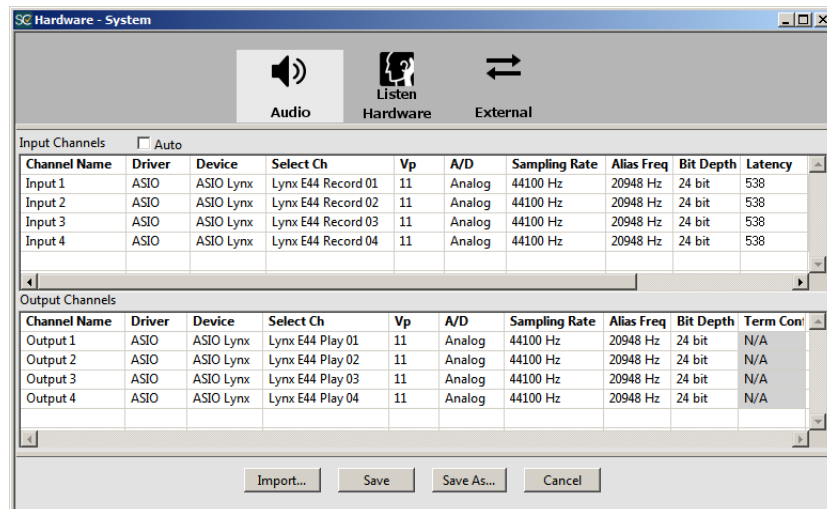 SC Hardware - System
Audio
Listen
Hardware
External
Input Channels Auto
Channel Name Driver Device Select Ch Vp A/D Sampling Rate Alias Freq Bit Depth Latency
Input 1 ASIO ASIO Lynx Lynx E44 Record 01 11 Analog 44100 Hz 20948 Hz 24 bit 538
Input 2 ASIO ASIO Lynx Lynx E44 Record 02 11 Analog 44100 Hz 20948 Hz 24 bit 538
Input 3 ASIO ASIO Lynx Lynx E44 Record 03 11 Analog 44100 Hz 20948 Hz 24 bit 538
Input 4 ASIO ASIO Lynx Lynx E44 Record 04 11 Analog 44100 Hz 20948 Hz 24 bit 538
Output Channels
Channel Name Driver Device Select Ch Vp A/D Sampling Rate Alias Freq Bit Depth Term
Output 1 ASIO ASIO Lynx Lynx E44 Play 01 11 Analog 44100 Hz 20948 Hz 24 bit N/A
Output 2 ASIO ASIO Lynx Lynx E44 Play 02 11 Analog 44100 Hz 20948 Hz 24 bit N/A
Output 3 ASIO ASIO Lynx Lynx E44 Play 03 11 Analog 44100 Hz 20948 Hz 24 bit N/A
Output 4 ASIO ASIO Lynx Lynx E44 Play 04 11 Analog 44100 Hz 20948 Hz 24 bit N/A
Import... Save Save As... Cancel